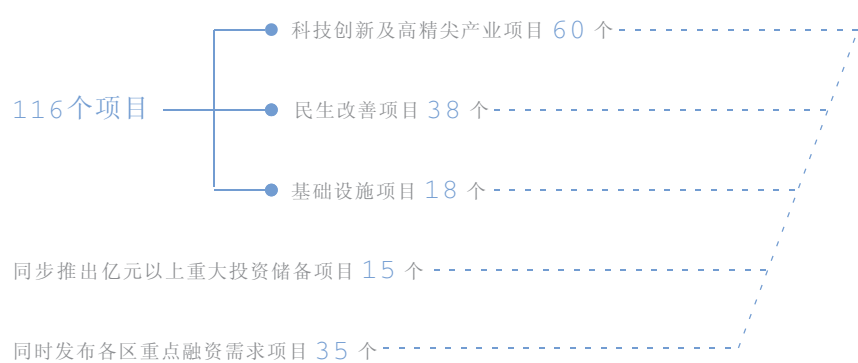 科技创新及高精尖产业项目 60 个
116个项目
民生改善项目 38 个
基础设施项目 18 个
同步推出亿元以上重大投资储备项目 15 个
同时发布各区重点融资需求项目 35 个